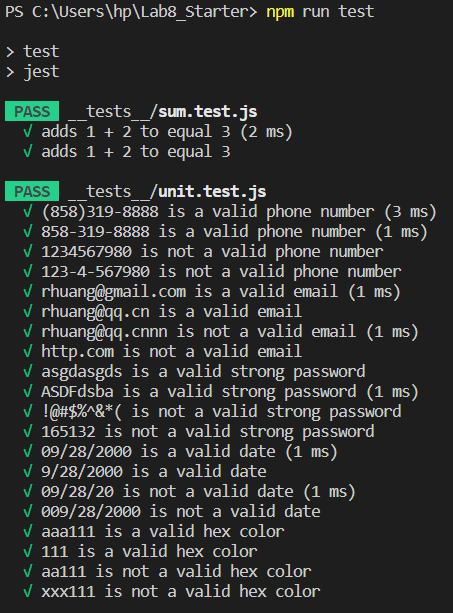 PS C:\Users\hp\Lab8_Starter> npm run test
> test
> jest
PASS __tests__/sum.test.js
√ adds 1 + 2 to equal 3 (2 ms)
√ adds 1 + 2 to equal 3
PASS __tests__/unit.test.js
√ (858)319-8888 is a valid phone number (3 ms)
√ 858-319-8888 is a valid phone number (1 ms)
√ 1234567980 is not a valid phone number
√ 123-4-567980 is not a valid phone number
√ rhuang@gmail.com is a valid email (1 ms)
√ rhuang@qq.cn is a valid email
√ rhuang@qq.cnnn is not a valid email (1 ms)
√ http.com is not a valid email
√ asgdasgds is a valid strong password
√ ASDFdsba is a valid strong password (1 ms)
√ !@#$%^&*( is not a valid strong password
√ 165132 is not a valid strong password
√ 09/28/2000 is a valid date (1 ms)
√ 9/28/2000 is a valid date
√ 09/28/20 is not a valid date (1 ms)
√ 009/28/2000 is not a valid date
√ aaa111 is a valid hex color
√ 111 is a valid hex color
√ aa111 is not a valid hex color
√ xxx111 is not a valid hex color